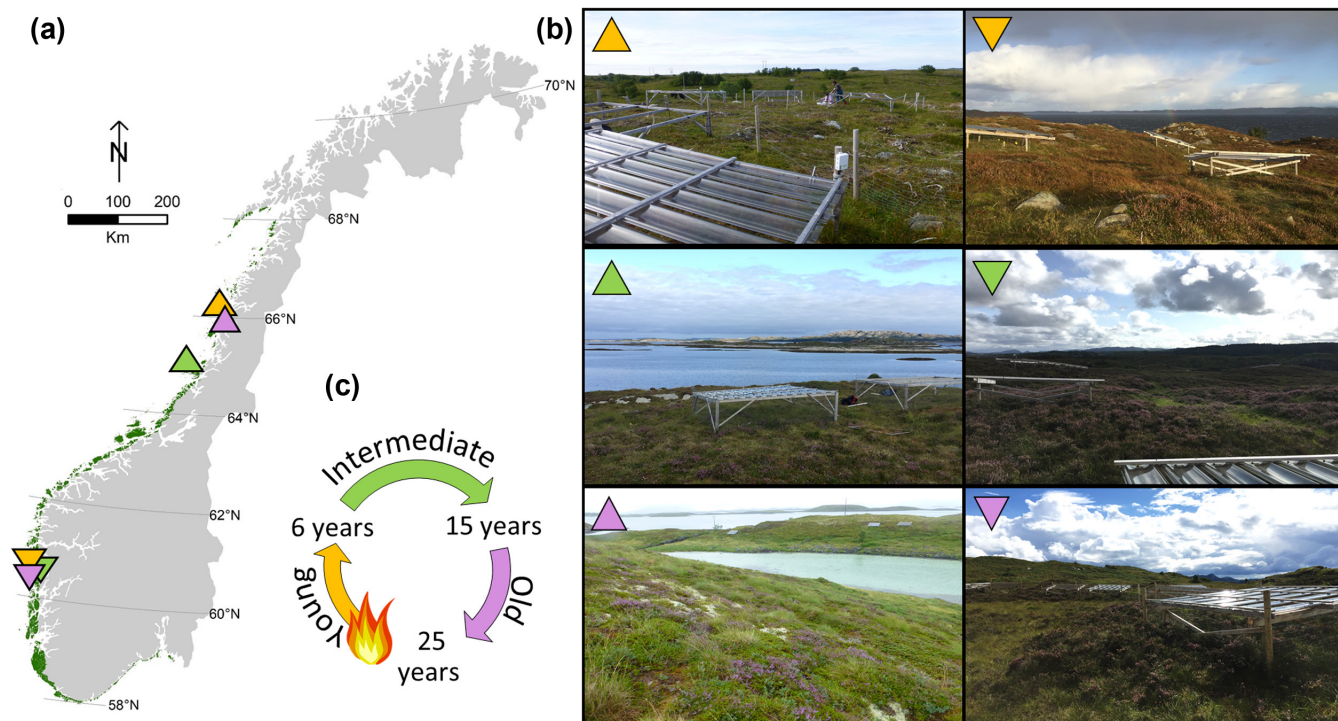 (a)
70°N
N
0 100 200
Km
68°N
66°N
64°N
62°N
60°N
58°N
(b)
(c)
Intermediate
6 years
15 years
Young
Old
25
years